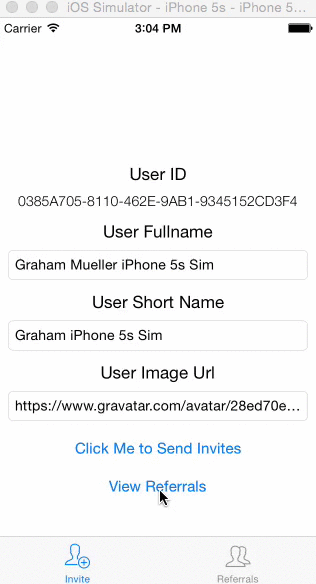 iOS Simulator - iPhone 5s - iPhone 5...
Carrier 3:04 PM
User ID
0385A705-8110-462E-9AB1-9345152CD3F4
User Fullname
Graham Mueller iPhone 5s Sim
User Short Name
Graham iPhone 5s Sim
User Image Url
https://www.gravatar.com/avatar/28ed70e...
Click Me to Send Invites
View Referrals
Invite Referrals